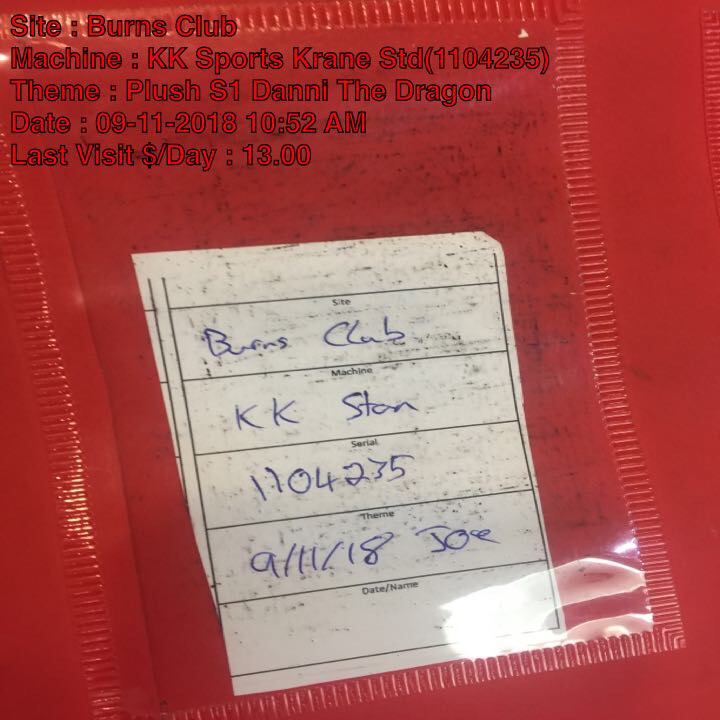 Site : Burns Club
Machine : KK Sports Krane Std(1104235)
Theme : Plush S1 Danni The Dragon
Date : 09-11-2018 10:52 AM
Last Visit $/Day : 13.00
Site
Burns Club
Machine
KK Stan
Serial
1104235
Theme
9/11/18 Joe
Date/Name